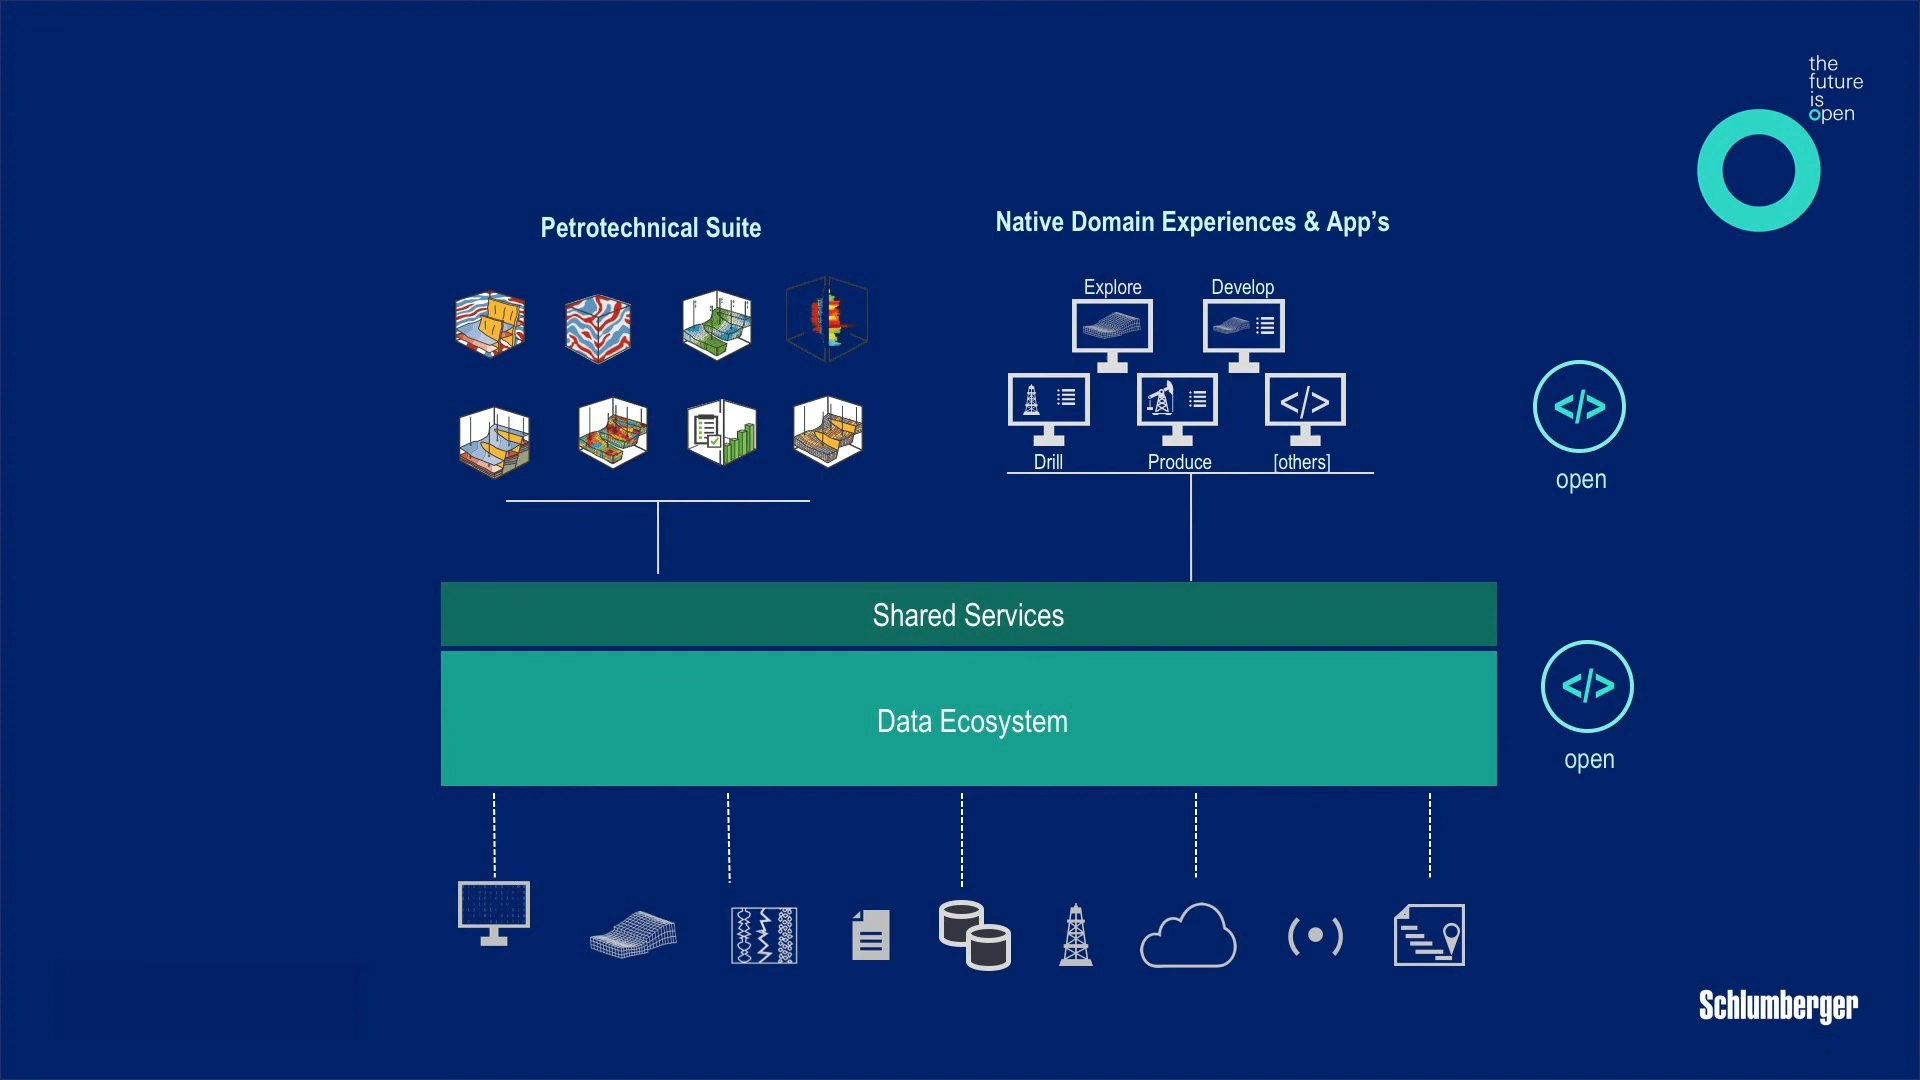 the
future
is
open
Petrotechnical Suite
Native Domain Experiences & App’s
Explore
Develop
</>
Drill
Produce
[others]
</>
open
Shared Services
Data Ecosystem
</>
open
Schlumberger